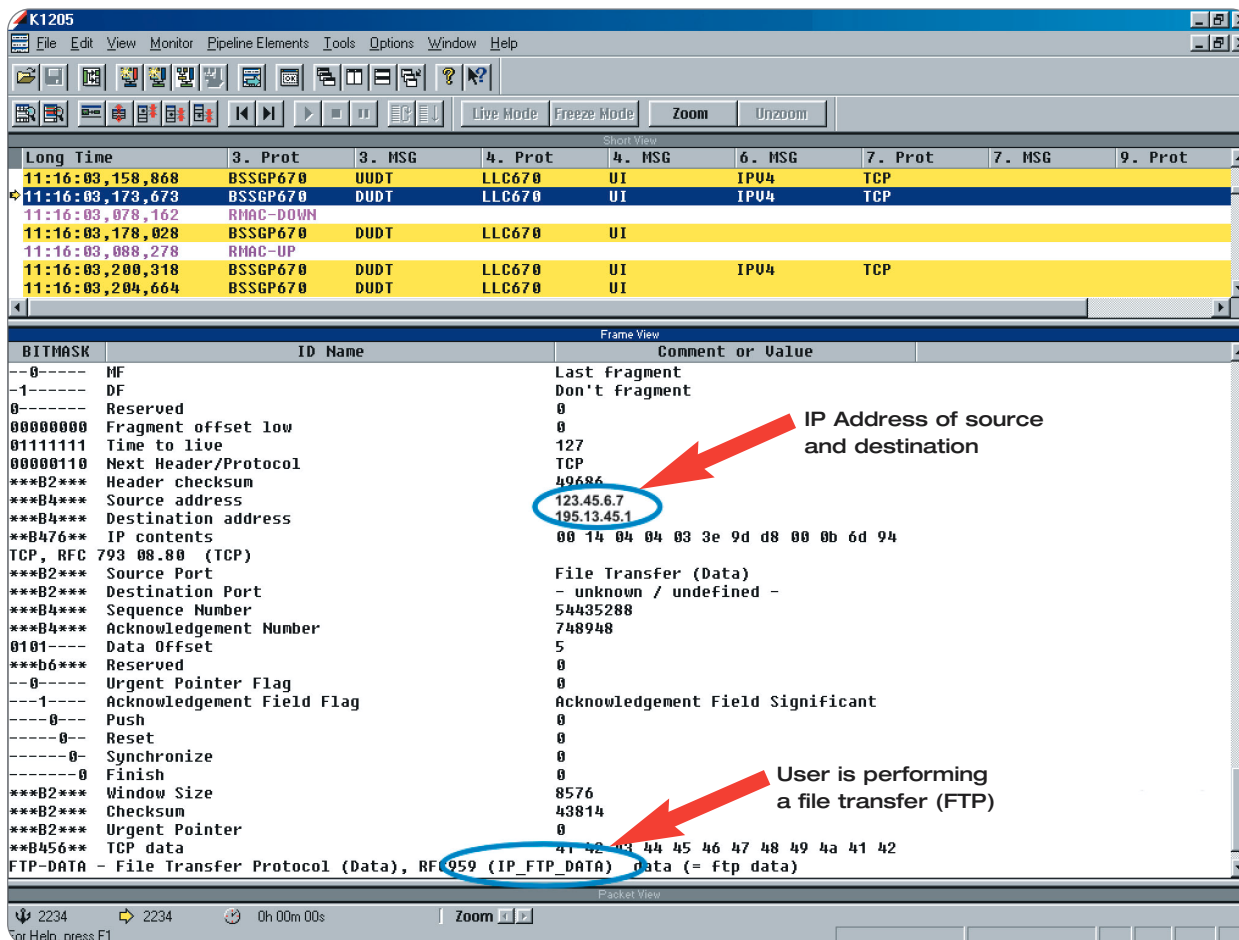 K1205
File Edit View Monitor Pipeline Elements Tools Options Window Help
Live Mode Freeze Mode Zoom Unzoom
Short View
Long Time 3. Prot 3. MSG 4. Prot 4. MSG 6. MSG 7. Prot 7. MSG 9. Prot
11:16:03,158,868 BSSGP670 UUDT LLC670 UI IPV4 TCP
11:16:03,173,673 BSSGP670 DUDT LLC670 UI IPV4 TCP
11:16:03,078,162 RMAC-DOWN
11:16:03,178,028 BSSGP670 DUDT LLC670 UI
11:16:03,088,278 RMAC-UP
11:16:03,200,318 BSSGP670 DUDT LLC670 UI IPV4 TCP
11:16:03,204,664 BSSGP670 DUDT LLC670 UI
Frame View
BITMASK ID Name Comment or Value
--0----- MF Last fragment
-1------ DF Don't fragment
0------- Reserved 0
00000000 Fragment offset low 0
01111111 Time to live 127
00000110 Next Header/Protocol TCP
***B2*** Header checksum 49686
***B4*** Source address 123.45.6.7
***B4*** Destination address 195.13.45.1
**B476** IP contents 00 14 04 04 03 3e 9d d8 00 0b 6d 94
TCP, RFC 793 08.80 (TCP)
***B2*** Source Port File Transfer (Data)
***B2*** Destination Port - unknown / undefined -
***B4*** Sequence Number 54435288
***B4*** Acknowledgement Number 748948
0101---- Data Offset 5
***b6*** Reserved 0
--0----- Urgent Pointer Flag 0
---1---- Acknowledgement Field Flag Acknowledgement Field Significant
----0--- Push 0
-----0-- Reset 0
------0- Synchronize 0
-------0 Finish 0
***B2*** Window Size 8576
***B2*** Checksum 43814
***B2*** Urgent Pointer 0
**B456** TCP data 41 42 43 44 45 46 47 48 49 4a 41 42
FTP-DATA - File Transfer Protocol (Data), RFC959 (IP_FTP_DATA) data (= ftp data)
IP Address of source
and destination
User is performing
a file transfer (FTP)
Packet View
2234 2234 0h 00m 00s Zoom
For Help, press F1